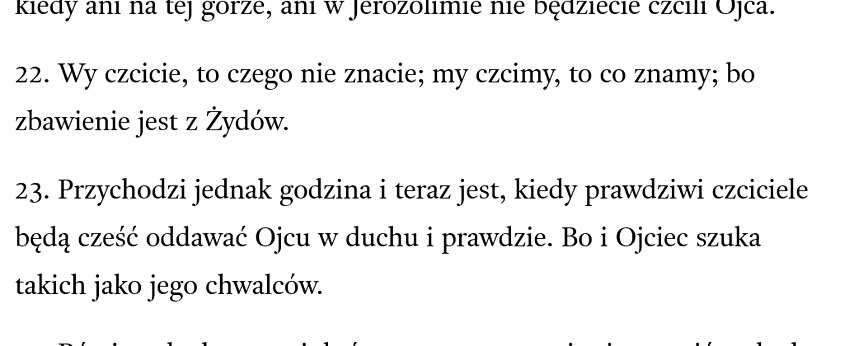 kiedy ani na tej górze, ani w Jerozolimie nie będziecie czcili Ojca.
22. Wy czcicie, to czego nie znacie; my czcimy, to co znamy; bo
zbawienie jest z Żydów.
23. Przychodzi jednak godzina i teraz jest, kiedy prawdziwi czciciele
będą cześć oddawać Ojcu w duchu i prawdzie. Bo i Ojciec szuka
takich jako jego chwalców.